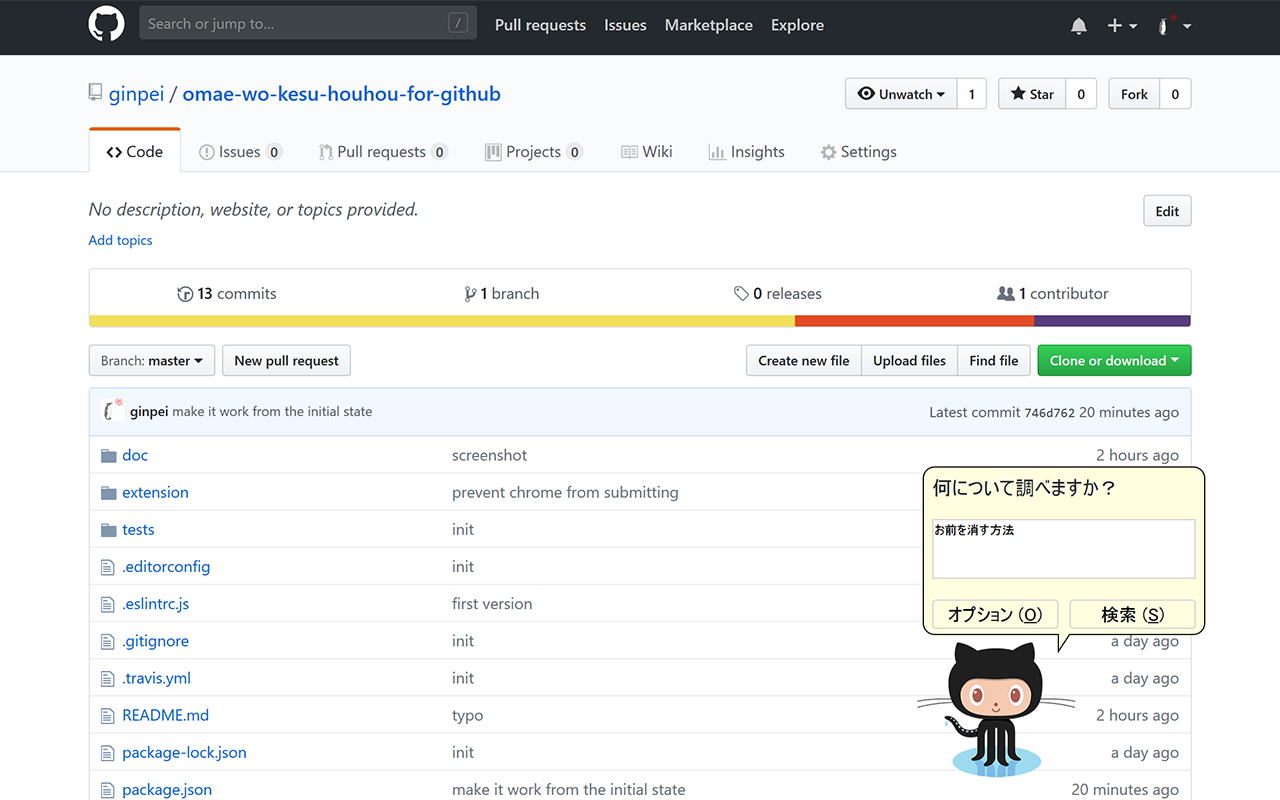 Search or jump to... /
Pull requests Issues Marketplace Explore
ginpei / omae-wo-kesu-houhou-for-github
Unwatch 1 Star 0 Fork 0
Code Issues 0 Pull requests 0 Projects 0 Wiki Insights Settings
No description, website, or topics provided.
Edit
Add topics
13 commits 1 branch 0 releases 1 contributor
Branch: master New pull request Create new file Upload files Find file Clone or download
ginpei make it work from the initial state Latest commit 746d762 20 minutes ago
doc screenshot 2 hours ago
extension prevent chrome from submitting
tests init
.editorconfig init
.eslintrc.js first version
.gitignore init a day ago
.travis.yml init a day ago
README.md typo 2 hours ago
package-lock.json init a day ago
package.json make it work from the initial state 20 minutes ago
何について調べますか？
お前を消す方法
オプション (O) 検索 (S)